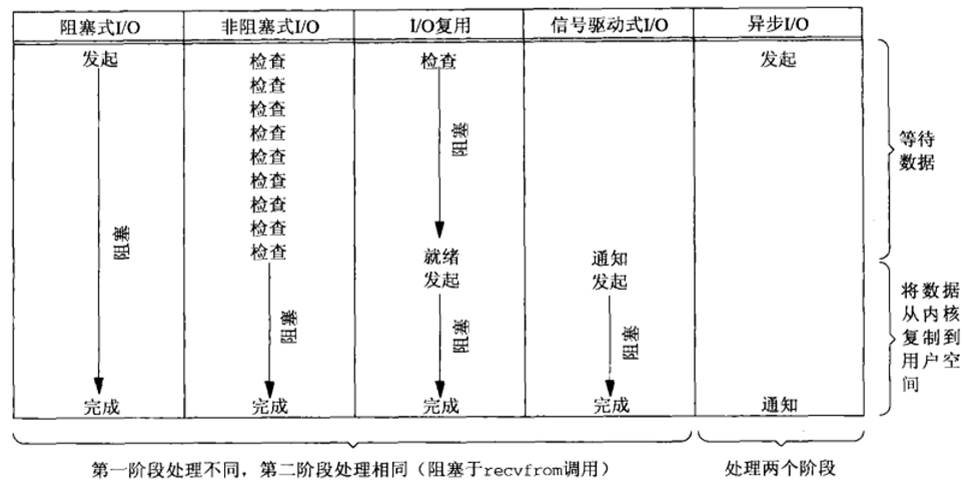 阻塞式I/O 非阻塞式I/O I/O复用 信号驱动式I/O 异步I/O
发起 检查 检查 发起
检查
检查
检查
检查
检查
检查
检查
检查
阻塞
阻塞
就绪 通知
发起 发起
阻塞
阻塞
阻塞
完成 完成 完成 完成 通知
等待
数据
将数据
从内核
复制到
用户空
间
第一阶段处理不同，第二阶段处理相同（阻塞于recvfrom调用） 处理两个阶段